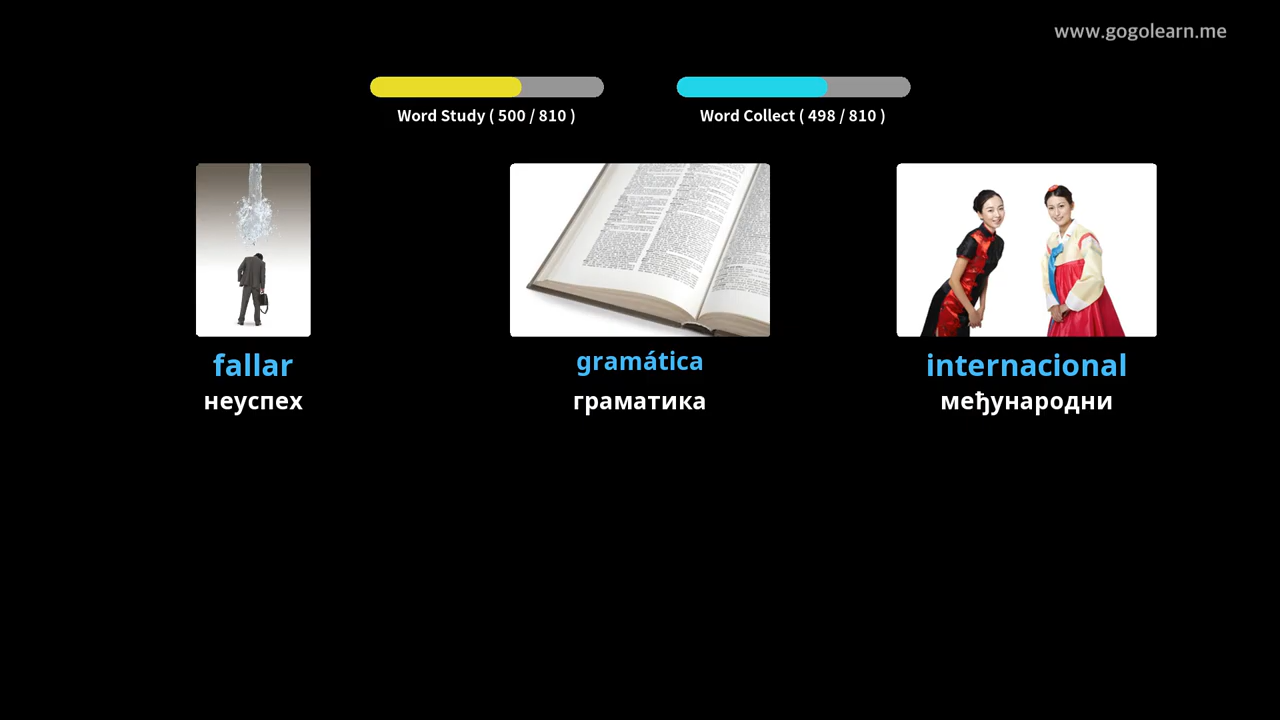 www.gogolearn.me
Word Study ( 500 / 810 )
Word Collect ( 498 / 810 )
fallar
неуспех
gramática
граматика
internacional
међународни